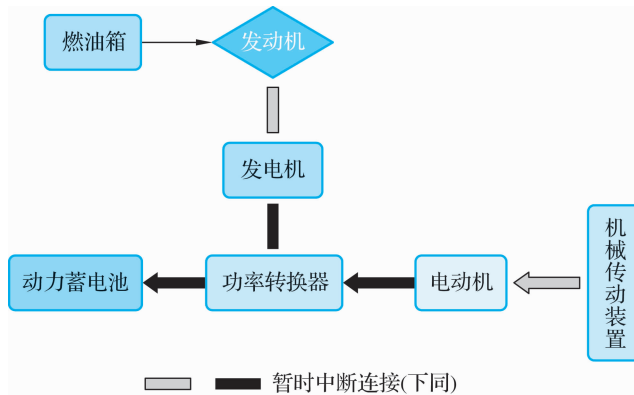 燃油箱
发动机
发电机
动力蓄电池
功率转换器
电动机
机械传动装置
暂时中断连接(下同)